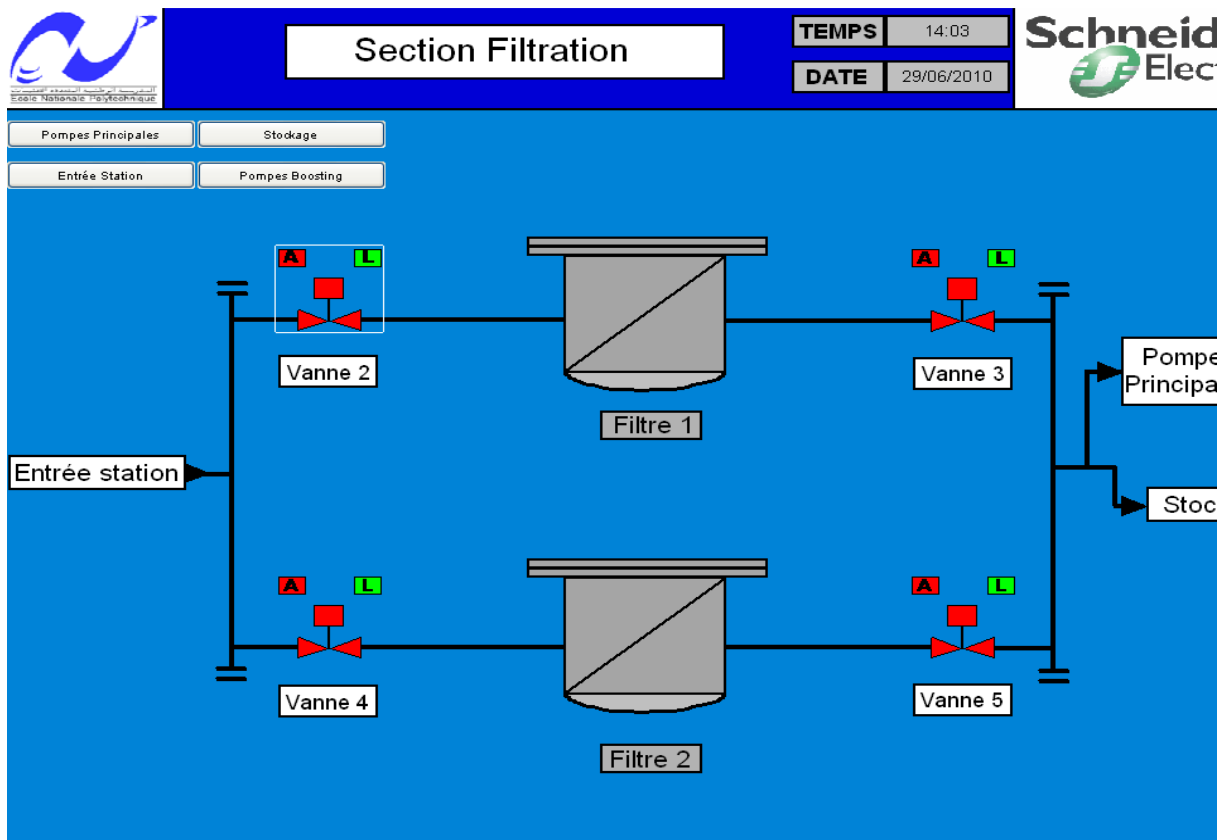 Section Filtration
TEMPS 14:03
DATE 29/06/2010
Schneid
Elect
Ecole Nationale Polytechnique
Pompes Principales
Stockage
Entrée Station
Pompes Boosting
A L
A L
Vanne 2
Vanne 3
Filtre 1
Pompe
Principa
Entrée station
Stoc
A L
A L
Vanne 4
Vanne 5
Filtre 2